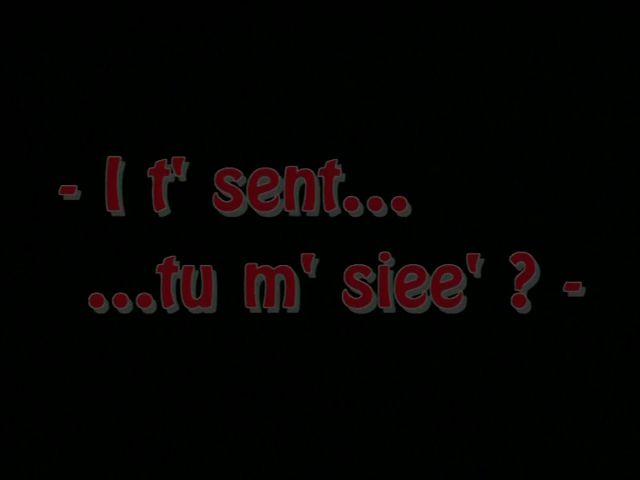 - I t' sent...
...tu m' siee' ? -